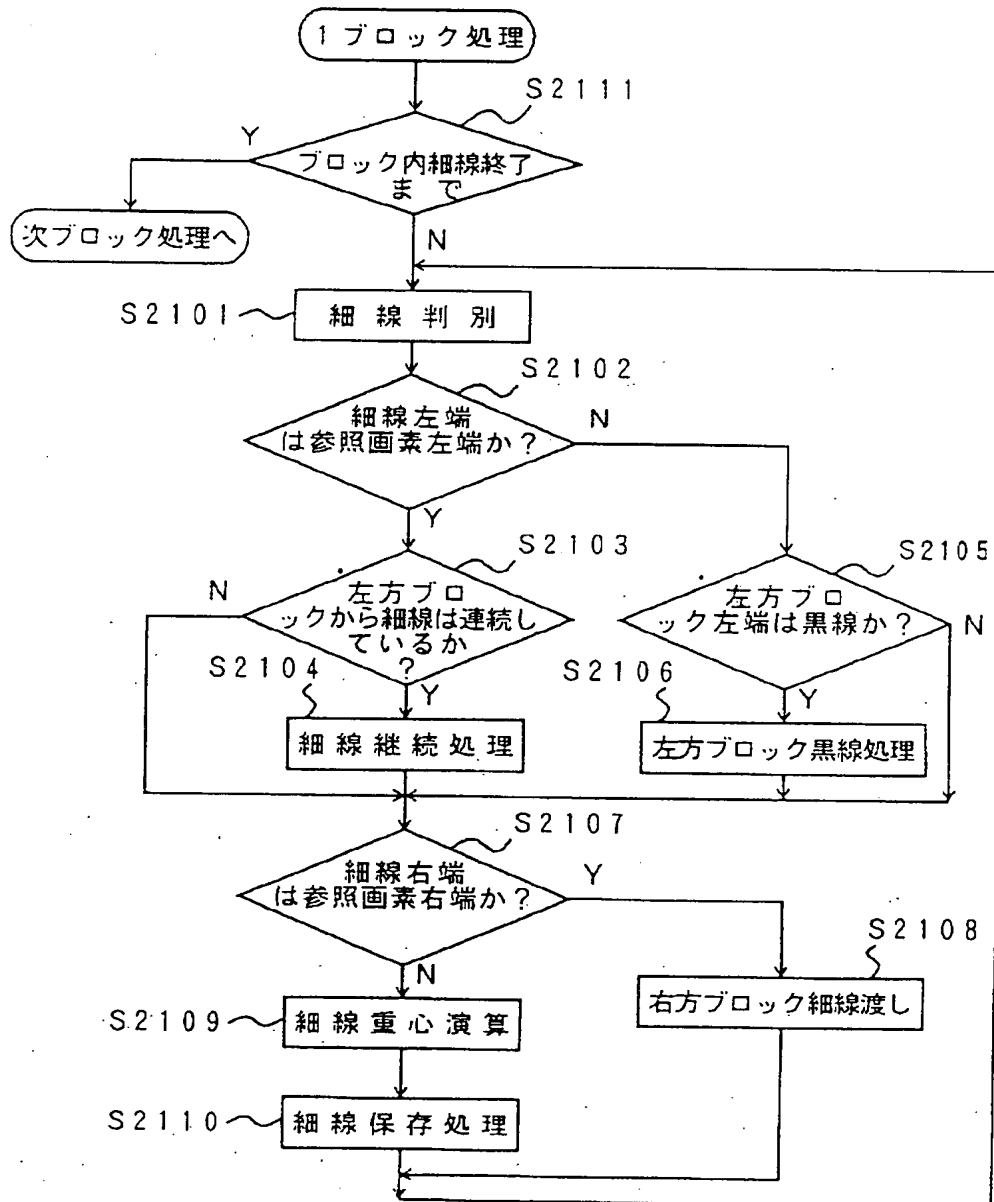 1ブロック処理
S2111
Y
ブロック内細線終了
まで
次ブロック処理へ
N
S2101
細線判別
S2102
細線左端
は参照画素左端か?
N
Y
S2103
左方ブロ
ックから細線は連続し
ているか
?
N
Y
S2105
左方ブロ
ック左端は黒線か?
N
S2104
細線継続処理
S2106
Y
左方ブロック黒線処理
S2107
細線右端
は参照画素右端か?
Y
N
S2108
右方ブロック細線渡し
S2109
細線重心演算
S2110
細線保存処理